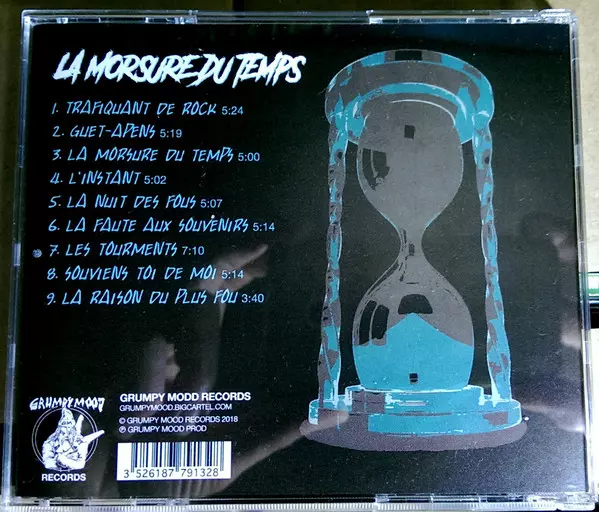 LA MORSURE DU TEMPS
1. TRAFIQUANT DE ROCK 5:24
2. GUET-APENS 5:19
3. LA MORSURE DU TEMPS 5:00
4. L'INSTANT 5:02
5. LA NUIT DES FOUS 5:07
6. LA FAUTE AUX SOUVENIRS 5:14
7. LES TOURMENTS 7:10
8. SOUVIENS TOI DE MOI 5:14
9. LA RAISON DU PLUS FOU 3:40
GRUMPY MOOD
RECORDS
GRUMPY MODD RECORDS
GRUMPYMOOD.BIGCARTEL.COM
© GRUMPY MOOD RECORDS 2018
℗ GRUMPY MOOD PROD
3 526187 791328